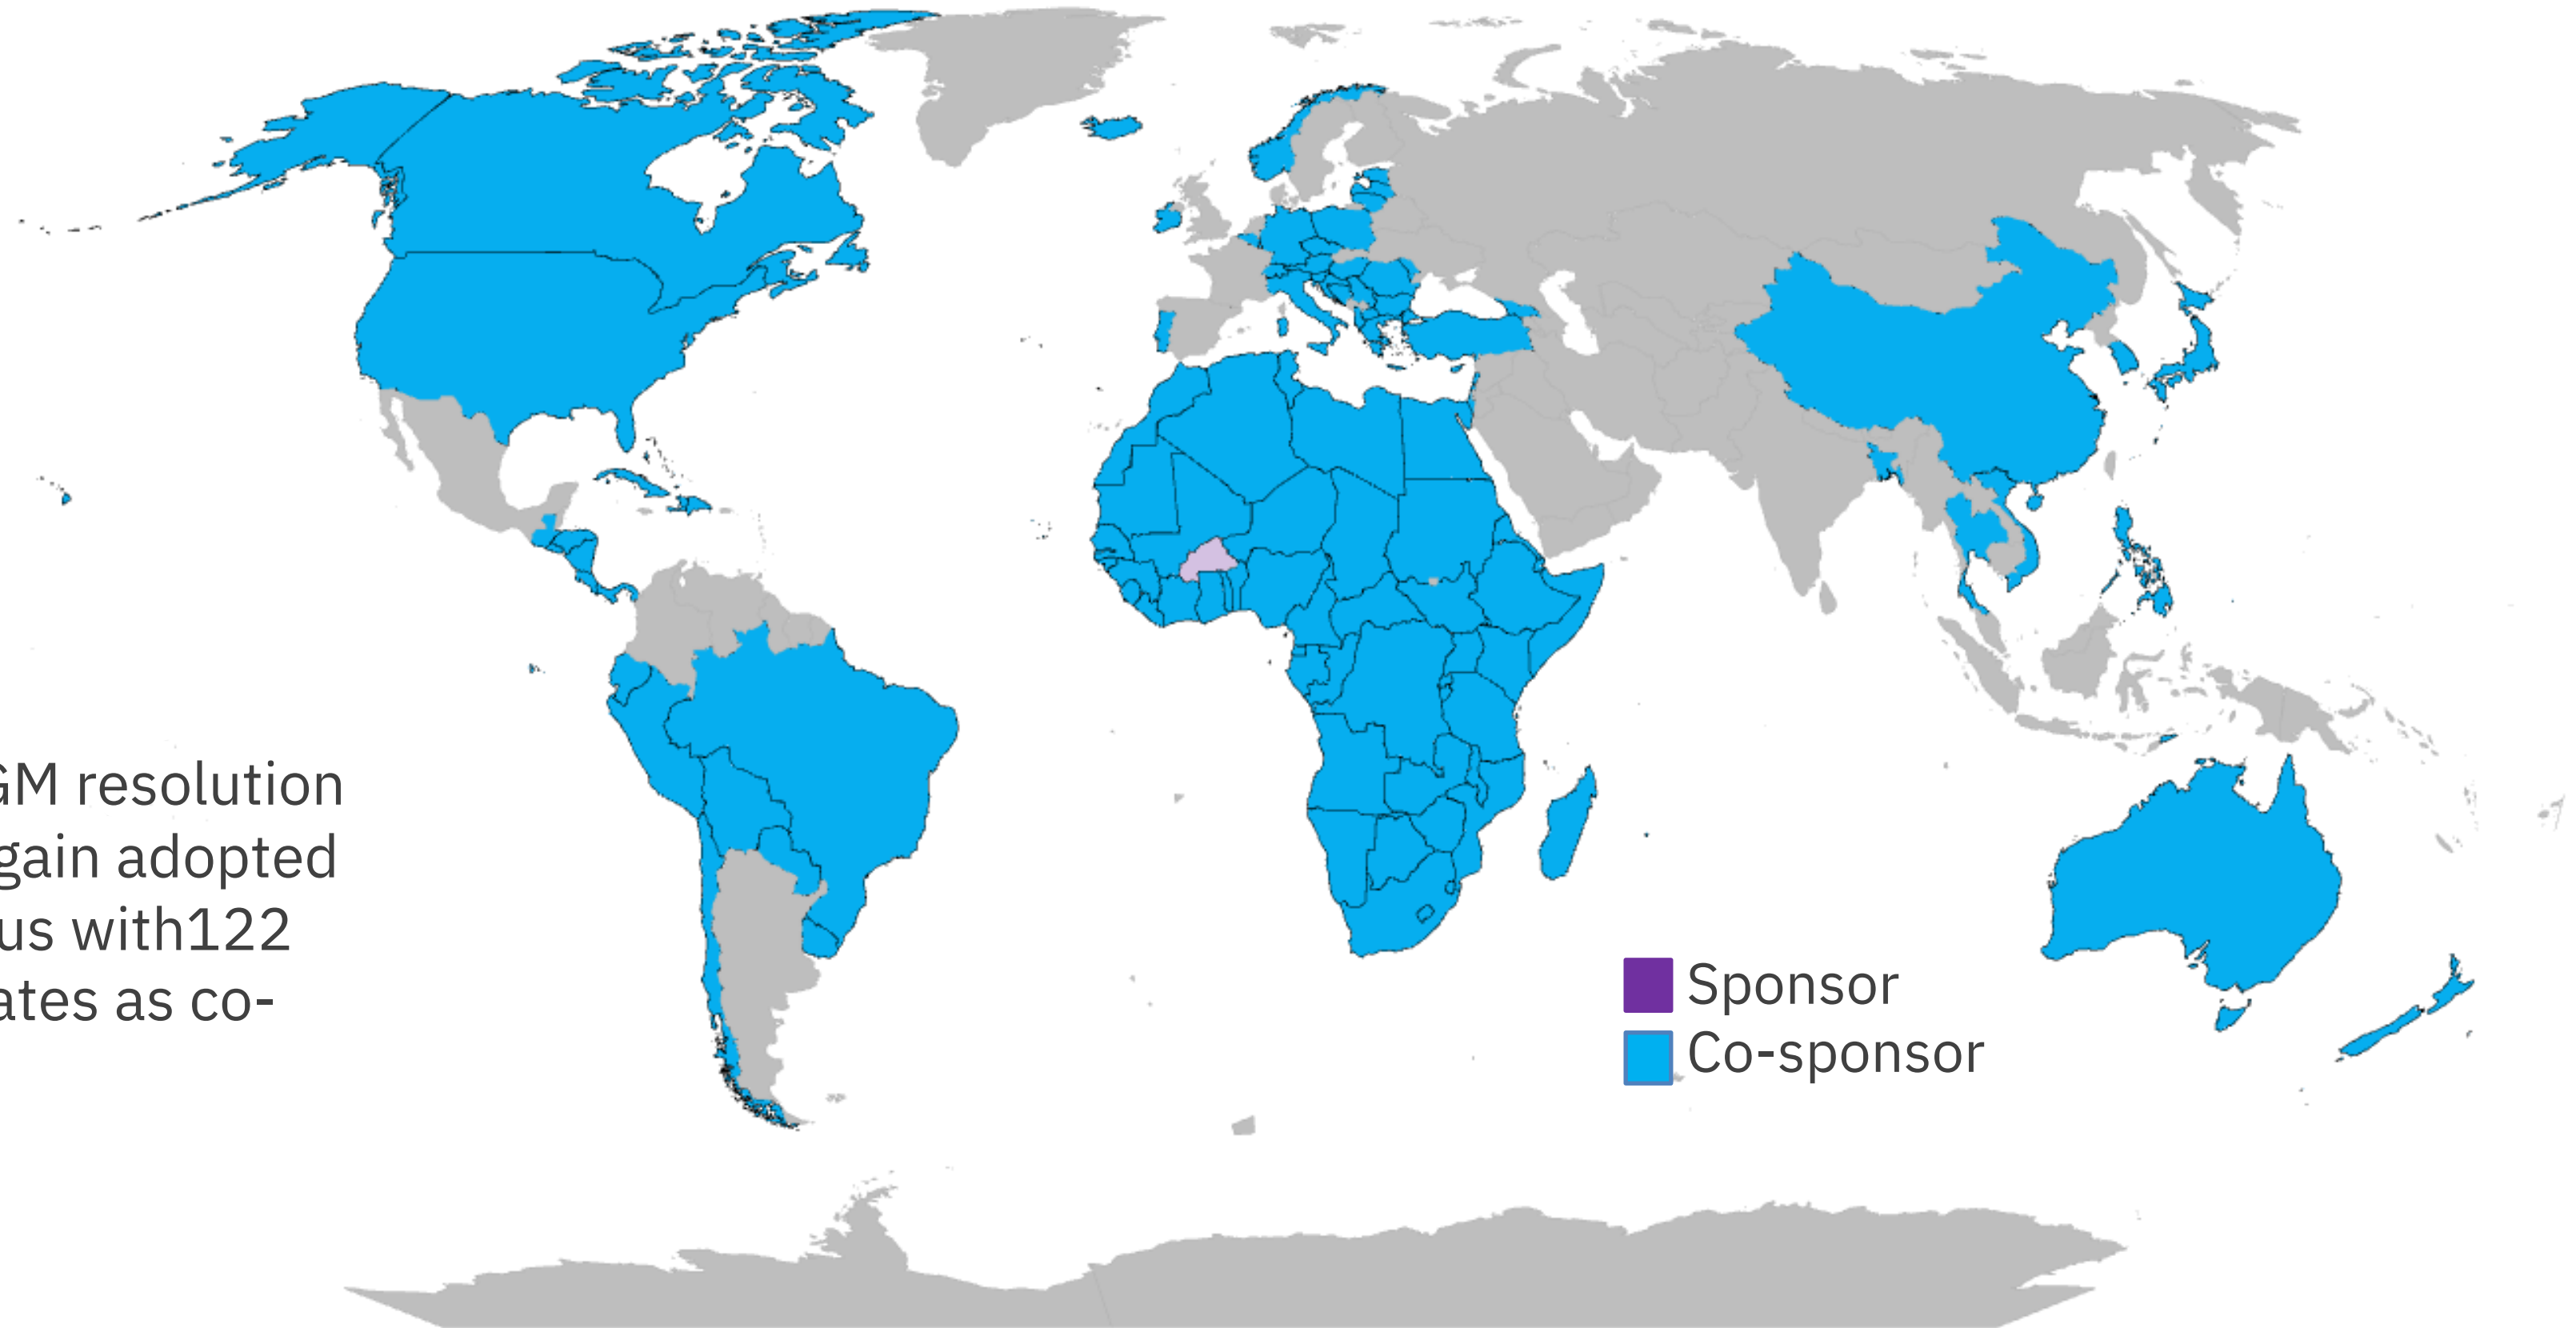 GM resolution
gain adopted
us with122
ates as co-
Sponsor
Co-sponsor